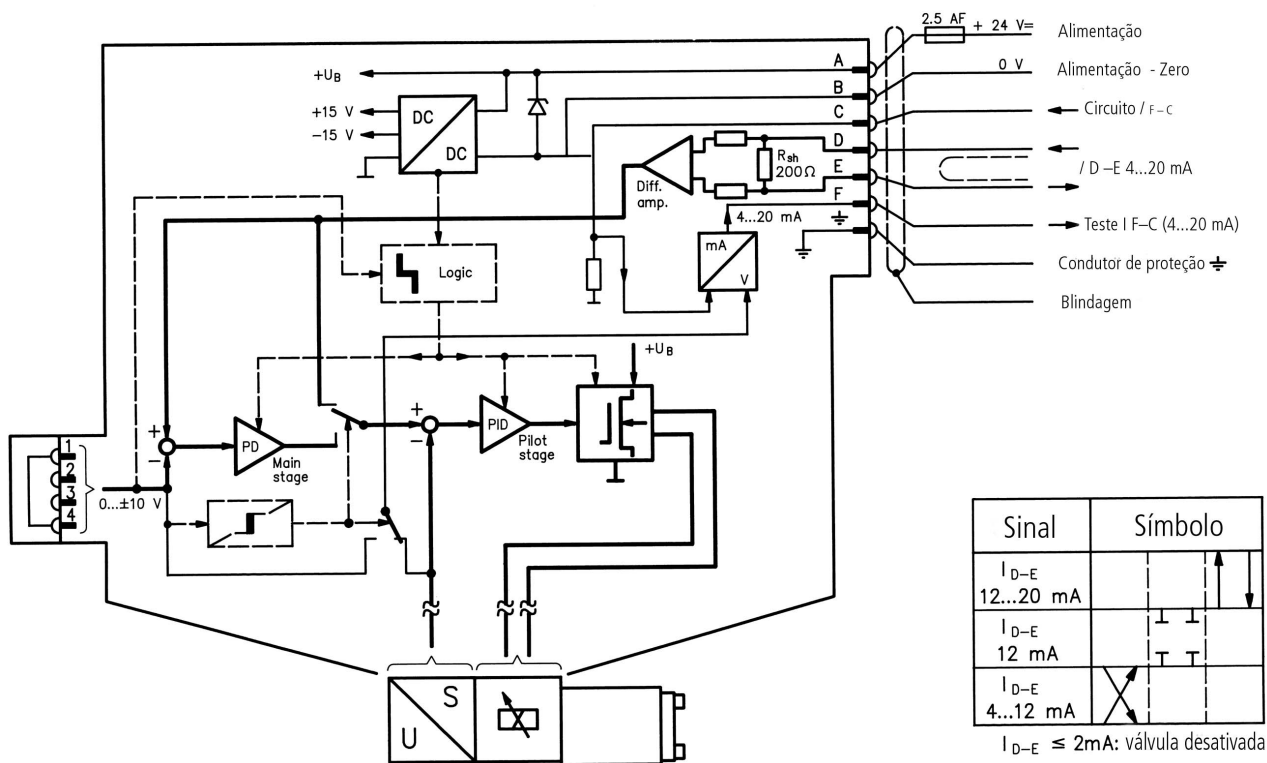 2.5 AF
+ 24 V=
Alimentação
0 V
Alimentação - Zero
Circuito / F–C
/ D –E 4...20 mA
Teste I F–C (4...20 mA)
Condutor de proteção
Blindagem
A
B
C
D
E
F
+UB
+15 V
–15 V
DC
DC
Rsh
200Ω
Diff.
amp.
4...20 mA
mA
V
Logic
+UB
+
–
PD
Main
stage
+
–
PID
Pilot
stage
1
2
3
4
0...±10 V
S
U
Sinal
Símbolo
I D–E
12...20 mA
I D–E
12 mA
I D–E
4...12 mA
I D–E ≤ 2mA: válvula desativada